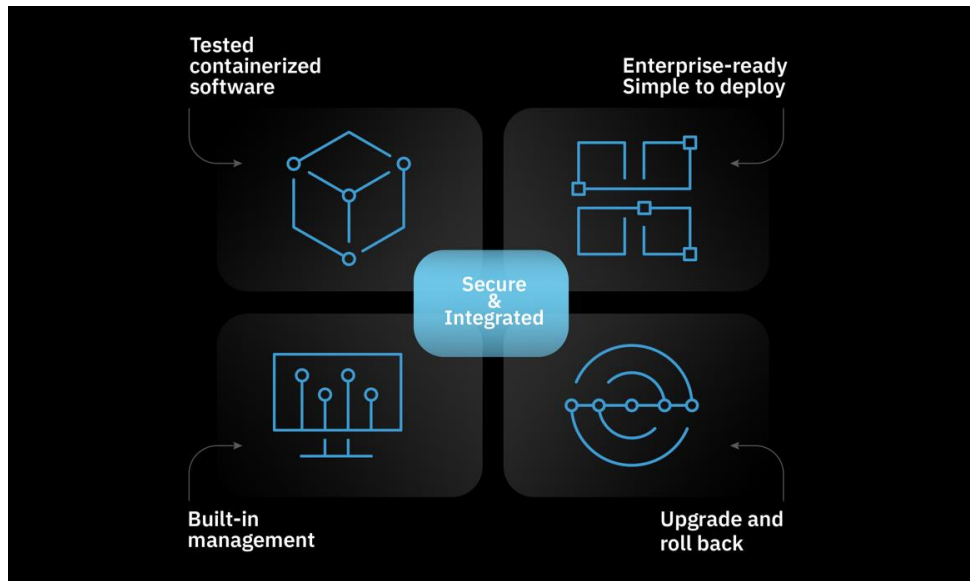 Tested
containerized
software
Enterprise-ready
Simple to deploy
Secure
&
Integrated
Built-in
management
Upgrade and
roll back